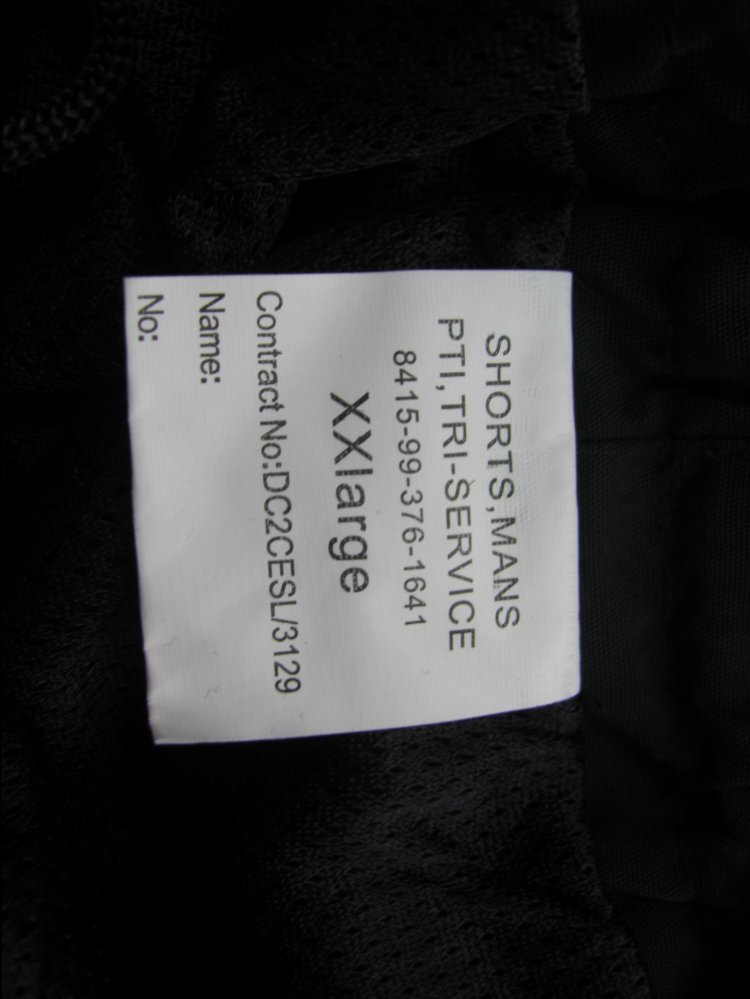 SHORTS,MANS
PTI,TRI-SERVICE
8415-99-376-1641
XXlarge
Contract No:DC2CESL/3129
Name:
No: